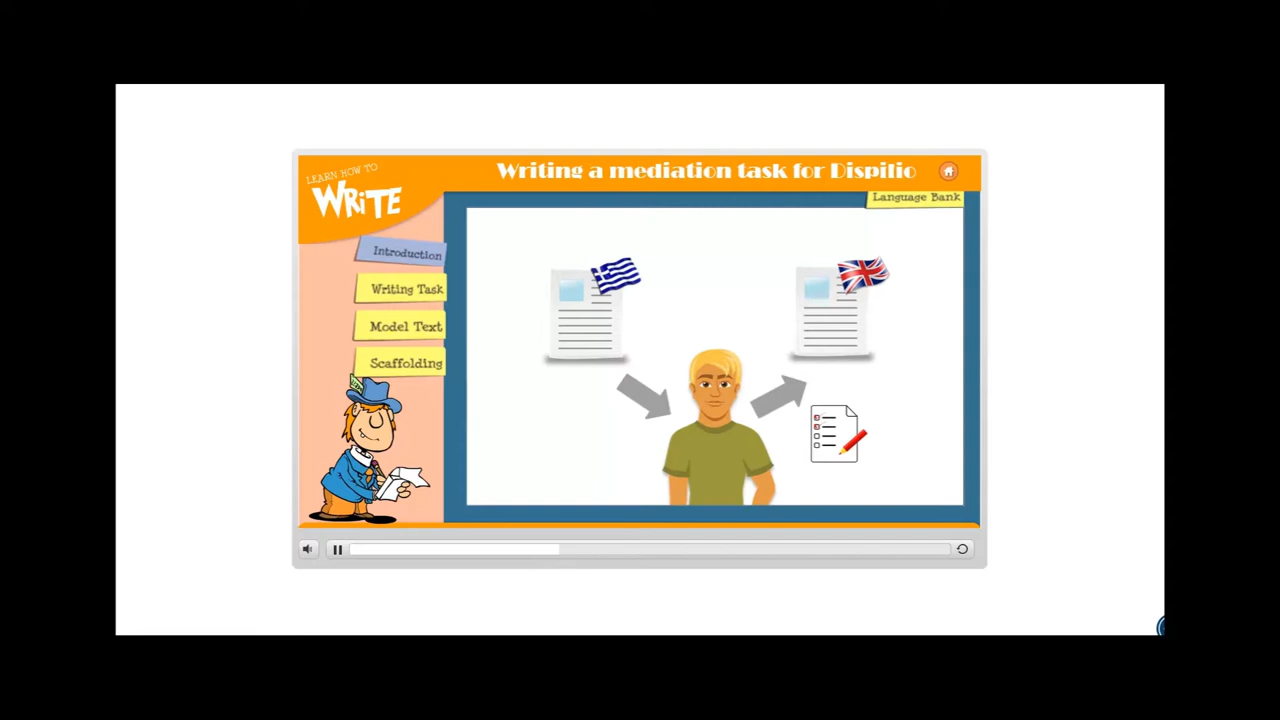 LEARN HOW TO
WRiTE
Writing a mediation task for Dispilio
Language Bank
Introduction
Writing Task
Model Text
Scaffolding